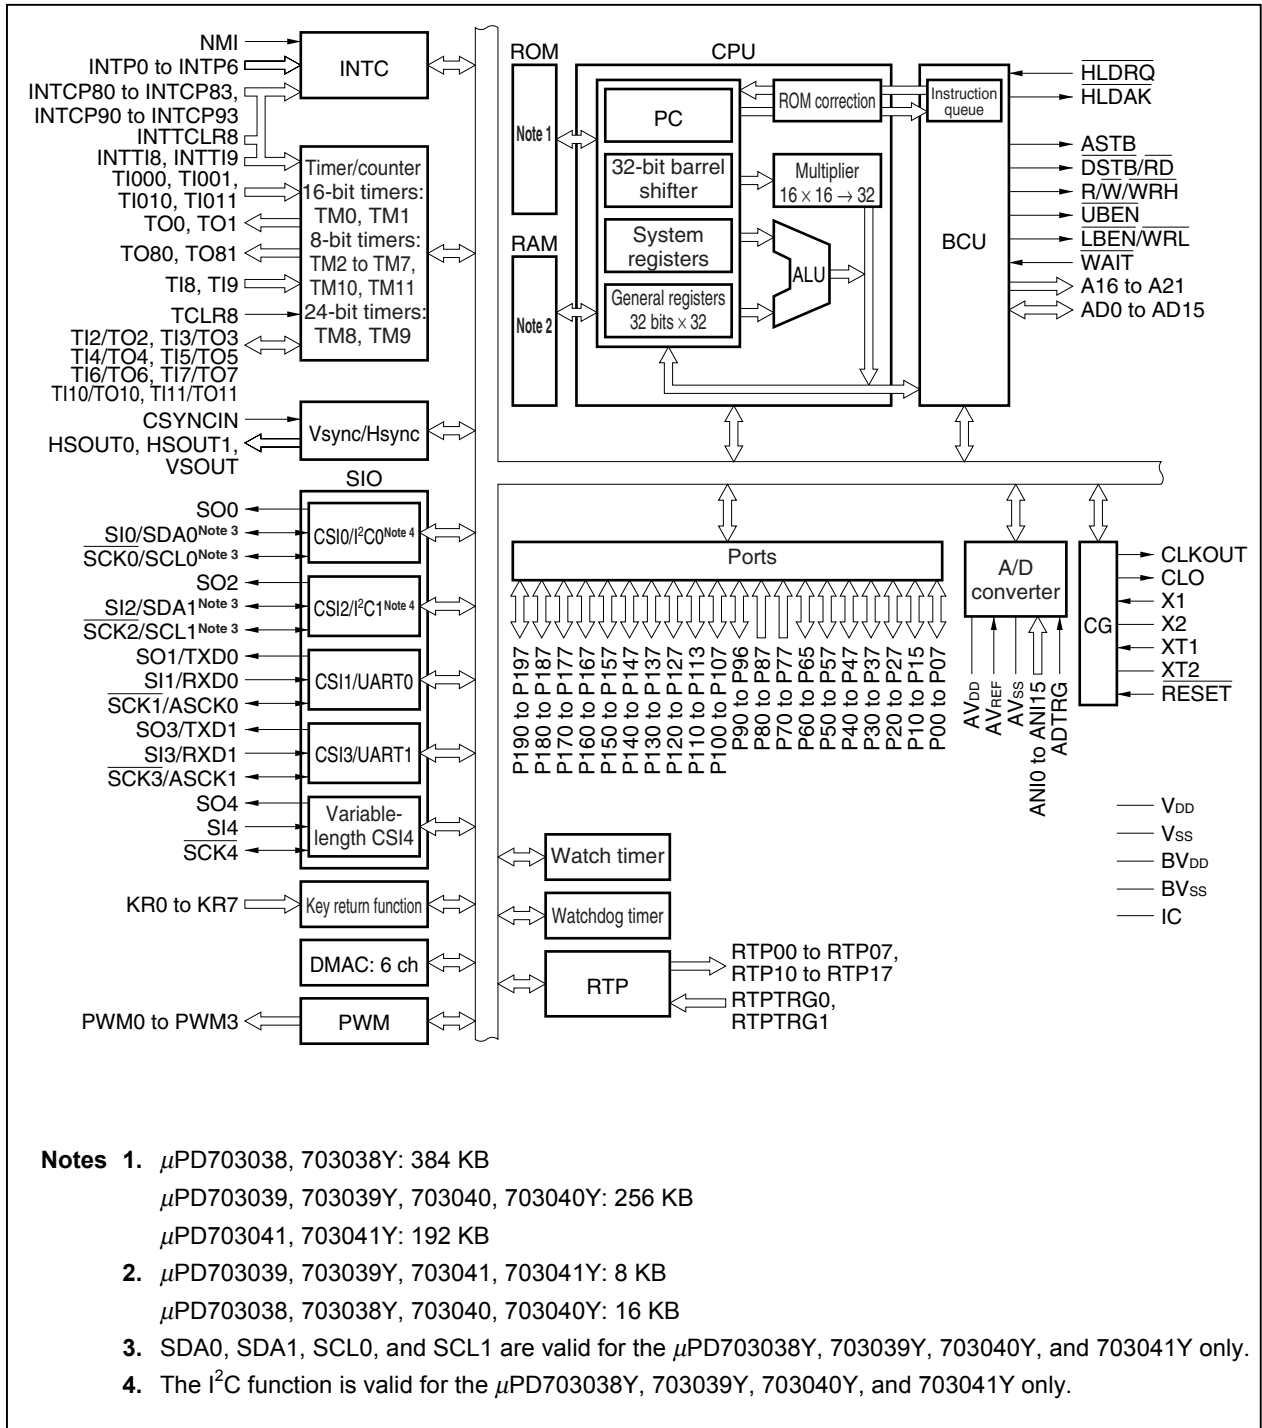 NMI
INTP0 to INTP6
INTCP80 to INTCP83,
INTCP90 to INTCP93
INTTCLR8
INTTI8, INTTI9
TI000, TI001,
TI010, TI011
TO0, TO1
TO80, TO81
TI8, TI9
TCLR8
TI2/TO2, TI3/TO3
TI4/TO4, TI5/TO5
TI6/TO6, TI7/TO7
TI10/TO10, TI11/TO11
CSYNCIN
HSOUT0, HSOUT1,
VSOUT
INTC
Timer/counter
16-bit timers:
TM0, TM1
8-bit timers:
TM2 to TM7,
TM10, TM11
24-bit timers:
TM8, TM9
Vsync/Hsync
SIO
SO0
SI0/SDA0Note 3
SCK0/SCL0Note 3
CSI0/I²C0Note 4
SO2
SI2/SDA1Note 3
SCK2/SCL1Note 3
CSI2/I²C1Note 4
SO1/TXD0
SI1/RXD0
SCK1/ASCK0
CSI1/UART0
SO3/TXD1
SI3/RXD1
SCK3/ASCK1
CSI3/UART1
SO4
SI4
SCK4
Variable-
length CSI4
KR0 to KR7
Key return function
DMAC: 6 ch
PWM0 to PWM3
PWM
ROM
Note 1
RAM
Note 2
CPU
PC
32-bit barrel
shifter
System
registers
General registers
32 bits × 32
ROM correction
Multiplier
16 × 16 → 32
ALU
Instruction
queue
BCU
HLDRQ
HLDAK
ASTB
DSTB/RD
R/W/WRH
UBEN
LBEN/WRL
WAIT
A16 to A21
AD0 to AD15
Ports
P190 to P197
P180 to P187
P170 to P177
P160 to P167
P150 to P157
P140 to P147
P130 to P137
P120 to P127
P110 to P113
P100 to P107
P90 to P96
P80 to P87
P70 to P77
P60 to P65
P50 to P57
P40 to P47
P30 to P37
P20 to P27
P10 to P15
P00 to P07
A/D
converter
AVDD
AVREF
AVSS
ANI0 to ANI15
ADTRG
CG
CLKOUT
CLO
X1
X2
XT1
XT2
RESET
VDD
VSS
BVDD
BVSS
IC
Watch timer
Watchdog timer
RTP
RTP00 to RTP07,
RTP10 to RTP17
RTPTRG0,
RTPTRG1
Notes 1. μPD703038, 703038Y: 384 KB
μPD703039, 703039Y, 703040, 703040Y: 256 KB
μPD703041, 703041Y: 192 KB
2. μPD703039, 703039Y, 703041, 703041Y: 8 KB
μPD703038, 703038Y, 703040, 703040Y: 16 KB
3. SDA0, SDA1, SCL0, and SCL1 are valid for the μPD703038Y, 703039Y, 703040Y, and 703041Y only.
4. The I²C function is valid for the μPD703038Y, 703039Y, 703040Y, and 703041Y only.